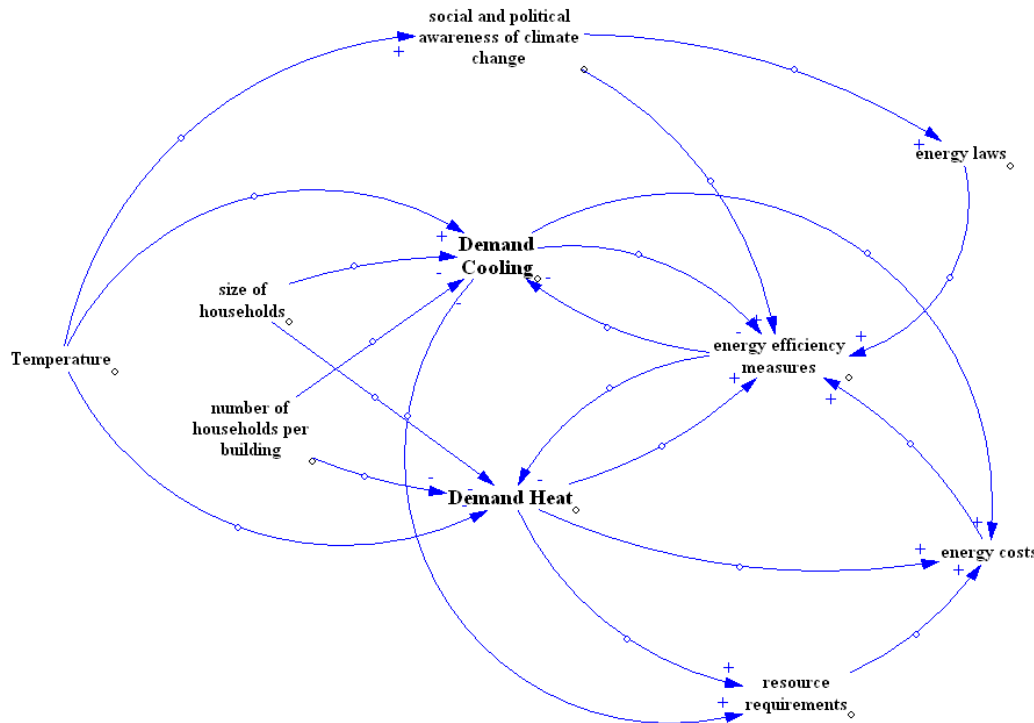 social and political
awareness of climate
change
+
+
energy laws
+
Demand
Cooling
-
-
-
size of
households
-
+
+
energy efficiency
measures
Temperature
+
+
number of
households per
building
-
-
-
-
Demand Heat
+
+
+
energy costs
+
+
resource
requirements